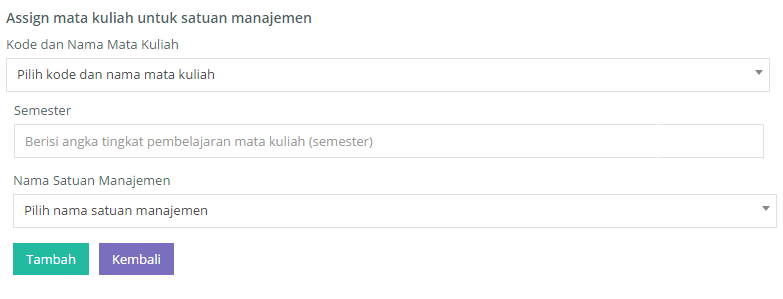 Assign mata kuliah untuk satuan manajemen
Kode dan Nama Mata Kuliah
Pilih kode dan nama mata kuliah
Semester
Berisi angka tingkat pembelajaran mata kuliah (semester)
Nama Satuan Manajemen
Pilih nama satuan manajemen
Tambah Kembali